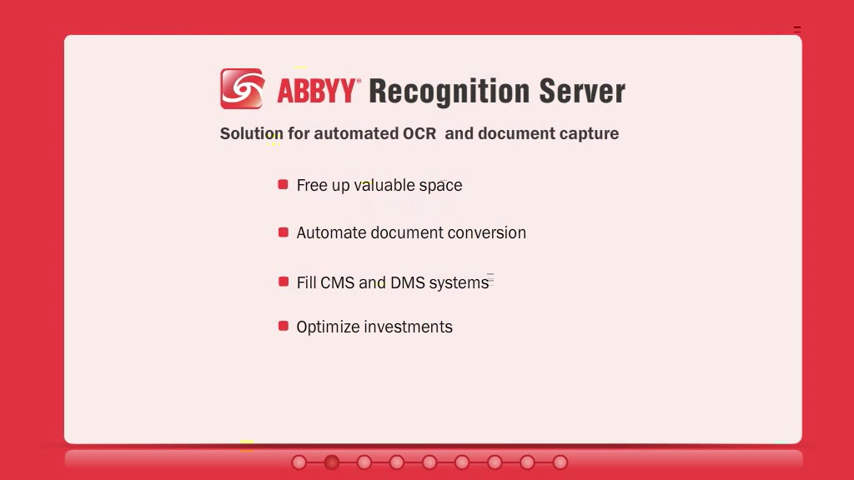 ABBYY® Recognition Server
Solution for automated OCR and document capture
Free up valuable space
Automate document conversion
Fill CMS and DMS systems
Optimize investments